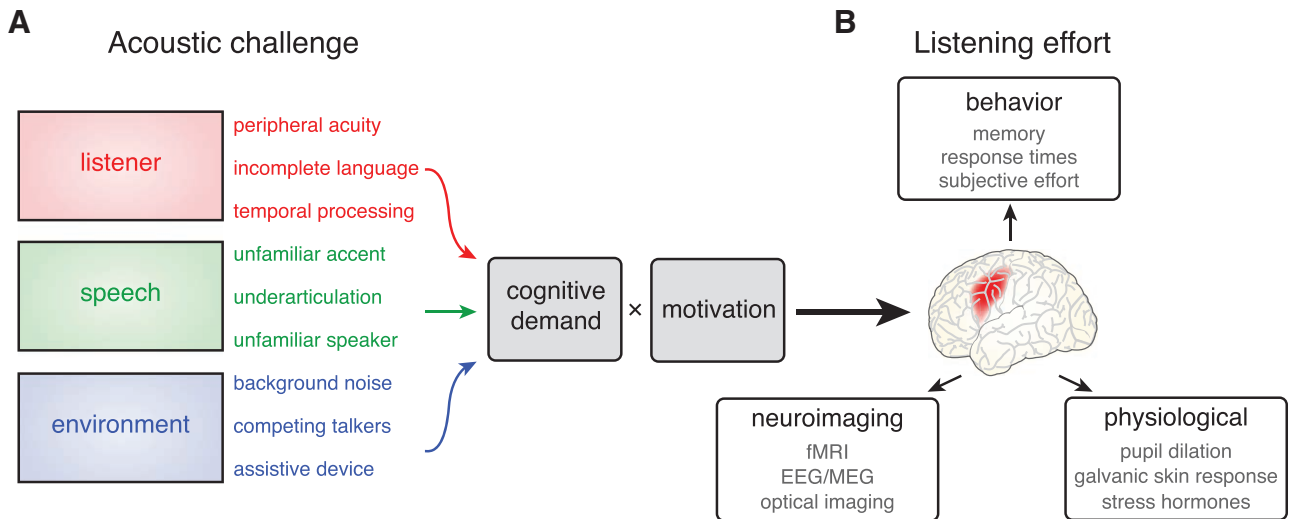 A
Acoustic challenge
listener
peripheral acuity
incomplete language
temporal processing
speech
unfamiliar accent
underarticulation
unfamiliar speaker
environment
background noise
competing talkers
assistive device
cognitive
demand
×
motivation
B
Listening effort
behavior
memory
response times
subjective effort
neuroimaging
fMRI
EEG/MEG
optical imaging
physiological
pupil dilation
galvanic skin response
stress hormones